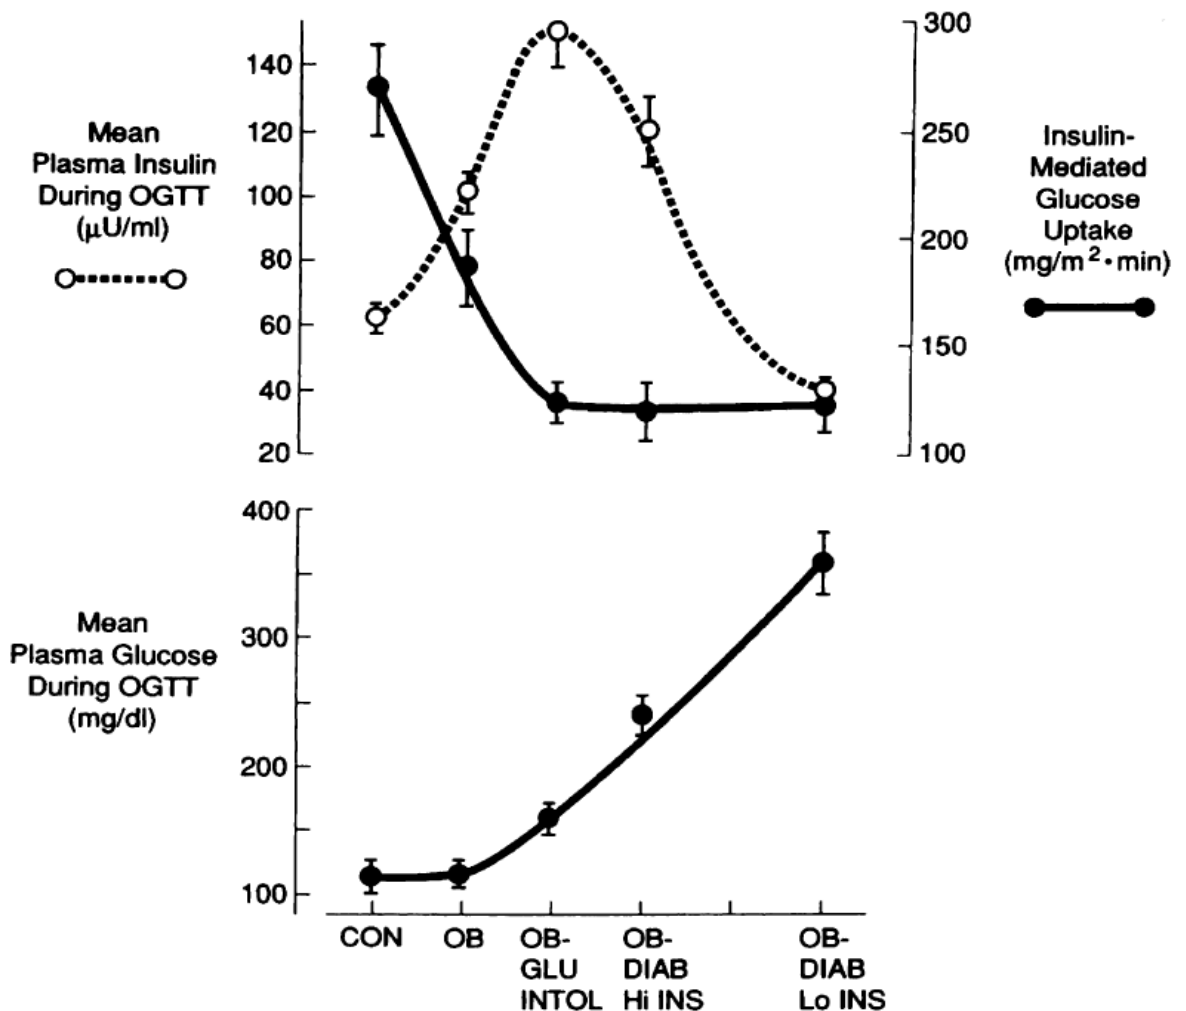 140
120
100
80
60
40
20
Mean
Plasma Insulin
During OGTT
(μU/ml)
300
250
200
150
100
Insulin-
Mediated
Glucose
Uptake
(mg/m²•min)
400
300
200
100
Mean
Plasma Glucose
During OGTT
(mg/dl)
CON
OB
OB-
GLU
INTOL
OB-
DIAB
Hi INS
OB-
DIAB
Lo INS